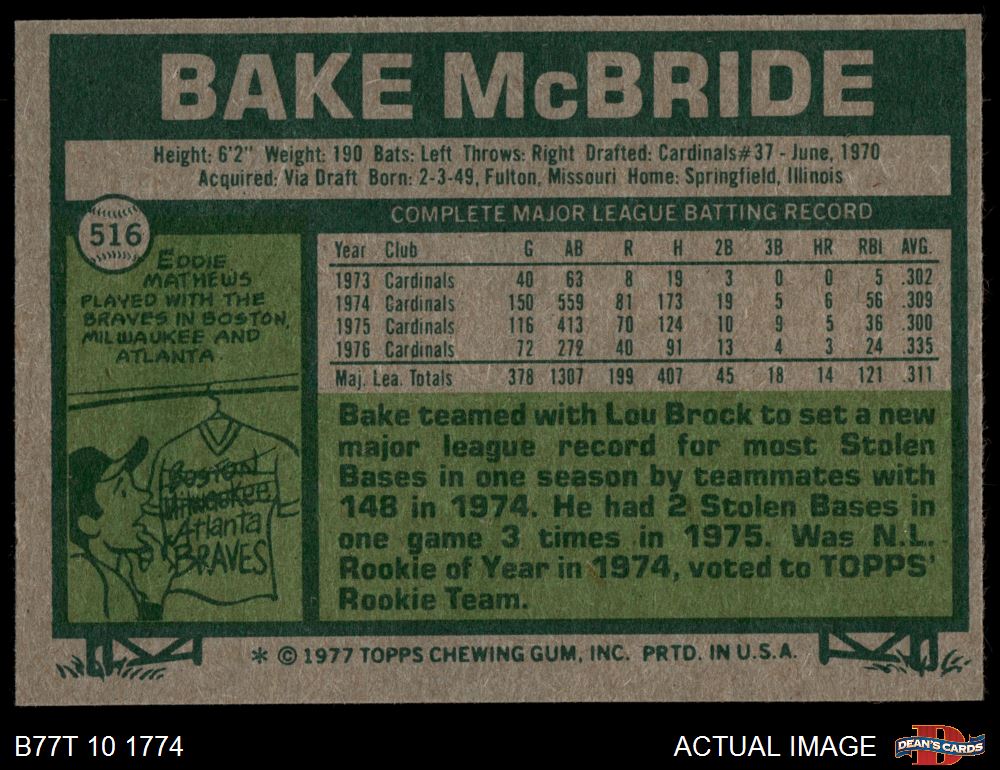 BAKE McBRIDE
Height: 6'2" Weight: 190 Bats: Left Throws: Right Drafted: Cardinals#37 - June, 1970
Acquired: Via Draft Born: 2-3-49, Fulton, Missouri Home: Springfield, Illinois
516
EDDIE
MATHEWS
PLAYED WITH THE
BRAVES IN BOSTON,
MILWAUKEE AND
ATLANTA.
Boston
Milwaukee
Atlanta
BRAVES
COMPLETE MAJOR LEAGUE BATTING RECORD
Year Club G AB R H 2B 3B HR RBI AVG.
1973 Cardinals 40 63 8 19 3 0 0 5 .302
1974 Cardinals 150 559 81 173 19 5 6 56 .309
1975 Cardinals 116 413 70 124 10 9 5 36 .300
1976 Cardinals 72 272 40 91 13 4 3 24 .335
Maj. Lea. Totals 378 1307 199 407 45 18 14 121 .311
Bake teamed with Lou Brock to set a new
major league record for most Stolen
Bases in one season by teammates with
148 in 1974. He had 2 Stolen Bases in
one game 3 times in 1975. Was N.L.
Rookie of Year in 1974, voted to TOPPS'
Rookie Team.
* © 1977 TOPPS CHEWING GUM, INC. PRTD. IN U.S.A.
B77T 10 1774
ACTUAL IMAGE
DEAN'S CARDS